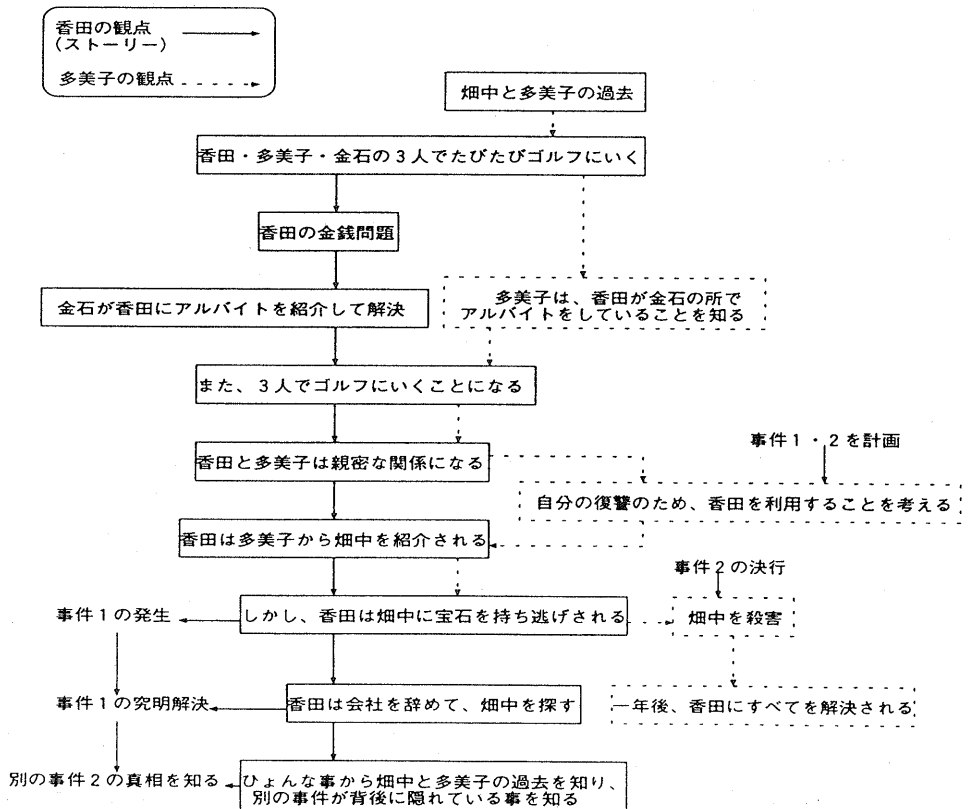 香田の観点
(ストーリー)
多美子の観点
畑中と多美子の過去
香田・多美子・金石の3人でたびたびゴルフにいく
香田の金銭問題
金石が香田にアルバイトを紹介して解決
多美子は、香田が金石の所で
アルバイトをしていることを知る
また、3人でゴルフにいくことになる
事件1・2を計画
香田と多美子は親密な関係になる
自分の復讐のため、香田を利用することを考える
香田は多美子から畑中を紹介される
事件2の決行
事件1の発生
しかし、香田は畑中に宝石を持ち逃げされる
畑中を殺害
事件1の究明解決
香田は会社を辞めて、畑中を探す
一年後、香田にすべてを解決される
別の事件2の真相を知る
ひょんな事から畑中と多美子の過去を知り、
別の事件が背後に隠れている事を知る